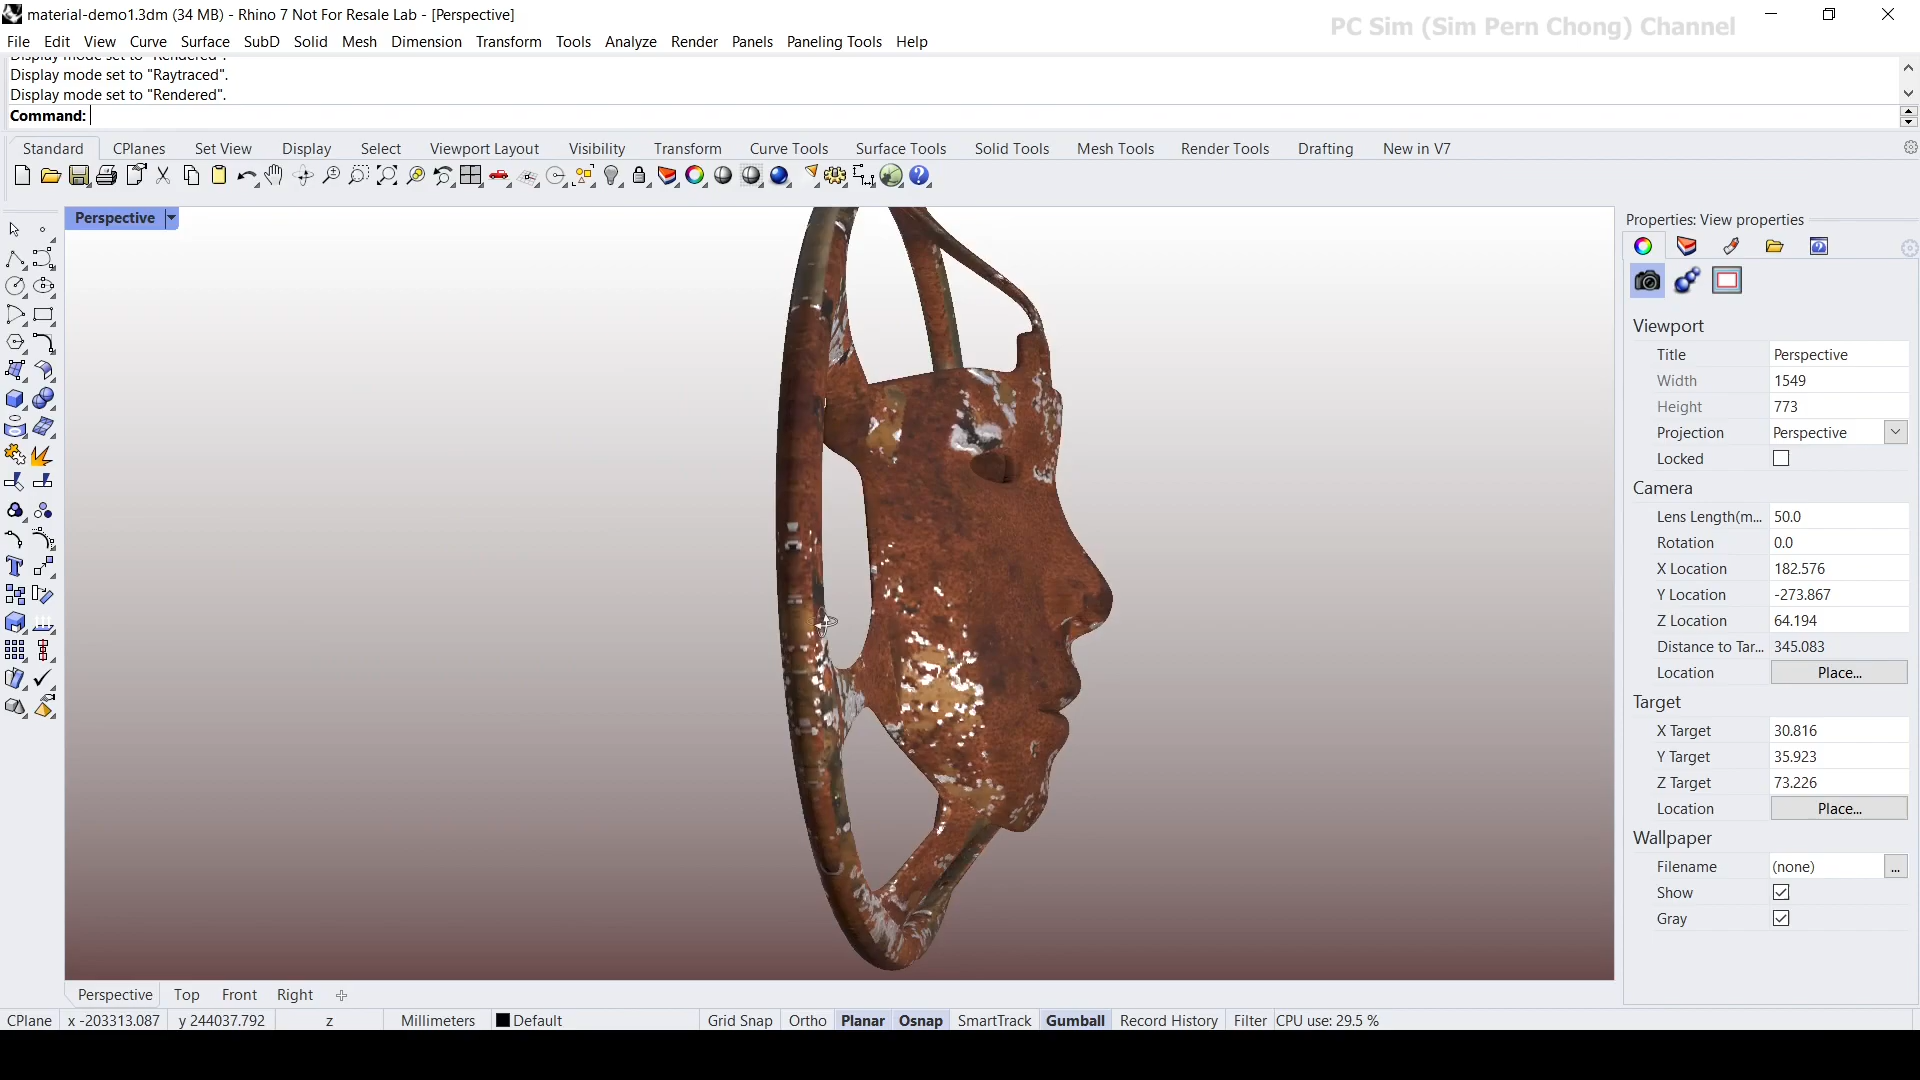 material-demo1.3dm (34 MB) - Rhino 7 Not For Resale Lab - [Perspective]
PC Sim (Sim Pern Chong) Channel
File Edit View Curve Surface SubD Solid Mesh Dimension Transform Tools Analyze Render Panels Paneling Tools Help
Display mode set to "Rendered".
Display mode set to "Raytraced".
Display mode set to "Rendered".
Command:
Standard CPlanes Set View Display Select Viewport Layout Visibility Transform Curve Tools Surface Tools Solid Tools Mesh Tools Render Tools Drafting New in V7
Perspective
Properties: View properties
Viewport
Title Perspective
Width 1549
Height 773
Projection Perspective
Locked
Camera
Lens Length(m... 50.0
Rotation 0.0
X Location 182.576
Y Location -273.867
Z Location 64.194
Distance to Tar... 345.083
Location Place...
Target
X Target 30.816
Y Target 35.923
Z Target 73.226
Location Place...
Wallpaper
Filename (none) ...
Show
Gray
Perspective Top Front Right
CPlane x -203313.087 y 244037.792 z Millimeters Default Grid Snap Ortho Planar Osnap SmartTrack Gumball Record History Filter CPU use: 29.5 %